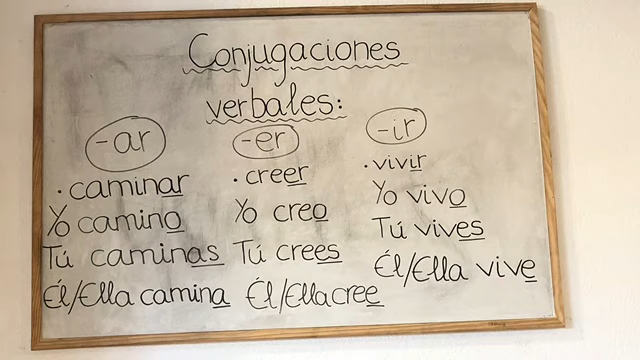 Conjugaciones
verbales:
-ar
· caminar
Yo camino
Tú caminas
Él/Ella camina
-er
· creer
Yo creo
Tú crees
Él/Ella cree
-ir
· vivir
Yo vivo
Tú vives
Él/Ella vive